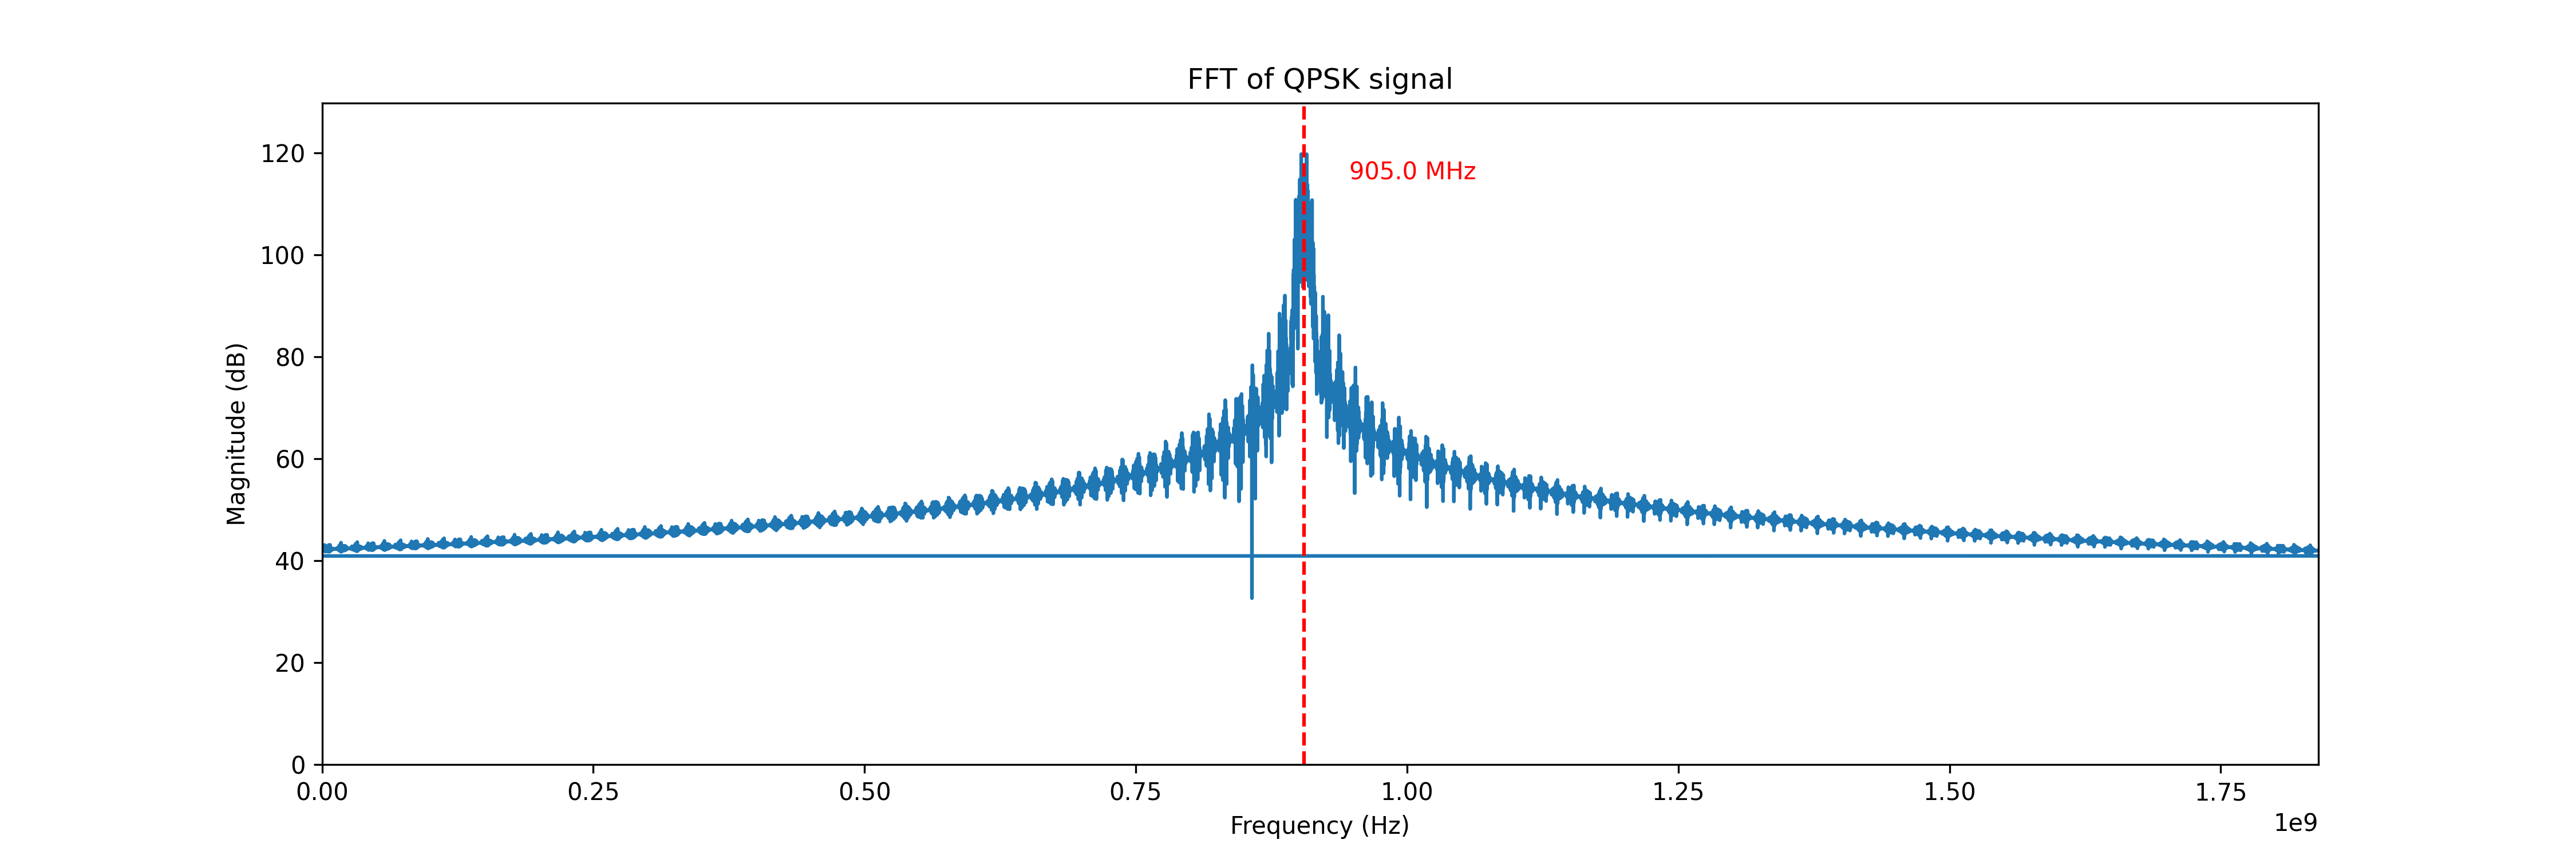 FFT of QPSK signal
905.0 MHz
Magnitude (dB)
120
100
80
60
40
20
0
0.00 0.25 0.50 0.75 1.00 1.25 1.50 1.75
1e9
Frequency (Hz)